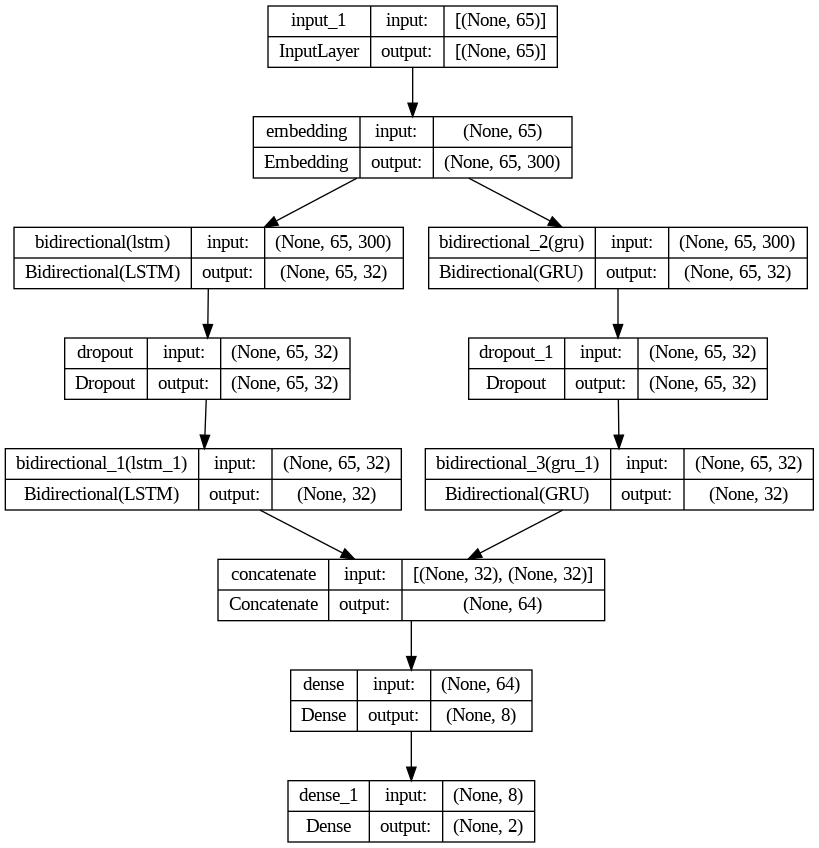 input_1 input: [(None, 65)]
InputLayer output: [(None, 65)]
embedding input: (None, 65)
Embedding output: (None, 65, 300)
bidirectional(lstm) input: (None, 65, 300)
Bidirectional(LSTM) output: (None, 65, 32)
bidirectional_2(gru) input: (None, 65, 300)
Bidirectional(GRU) output: (None, 65, 32)
dropout input: (None, 65, 32)
Dropout output: (None, 65, 32)
dropout_1 input: (None, 65, 32)
Dropout output: (None, 65, 32)
bidirectional_1(lstm_1) input: (None, 65, 32)
Bidirectional(LSTM) output: (None, 32)
bidirectional_3(gru_1) input: (None, 65, 32)
Bidirectional(GRU) output: (None, 32)
concatenate input: [(None, 32), (None, 32)]
Concatenate output: (None, 64)
dense input: (None, 64)
Dense output: (None, 8)
dense_1 input: (None, 8)
Dense output: (None, 2)